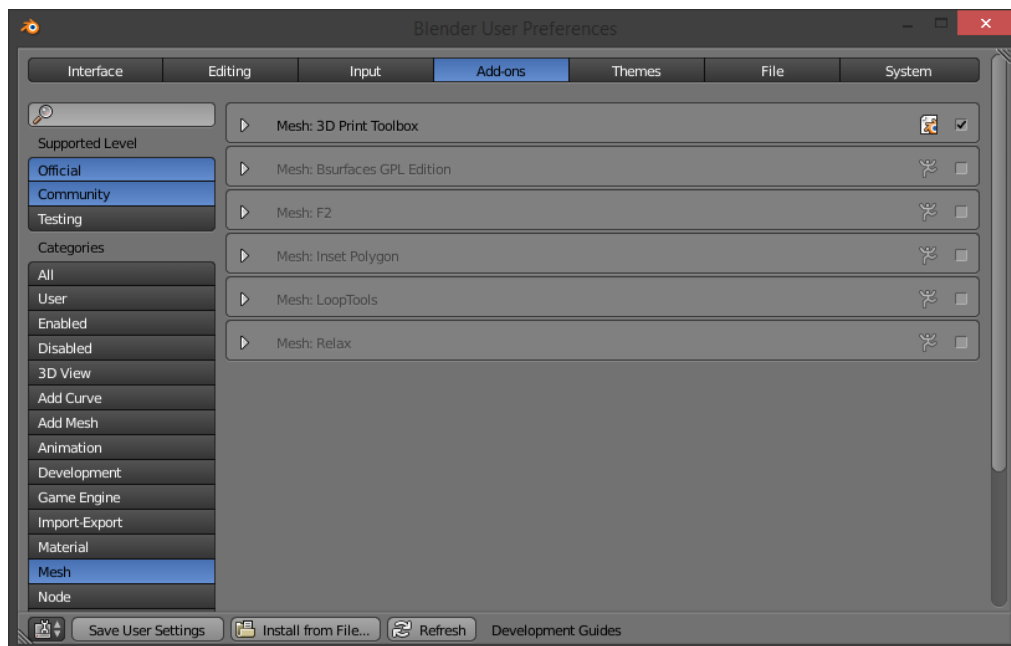 Blender User Preferences
Interface Editing Input Add-ons Themes File System
Supported Level
Official
Community
Testing
Categories
All
User
Enabled
Disabled
3D View
Add Curve
Add Mesh
Animation
Development
Game Engine
Import-Export
Material
Mesh
Node
Mesh: 3D Print Toolbox
Mesh: Bsurfaces GPL Edition
Mesh: F2
Mesh: Inset Polygon
Mesh: LoopTools
Mesh: Relax
Save User Settings Install from File... Refresh Development Guides